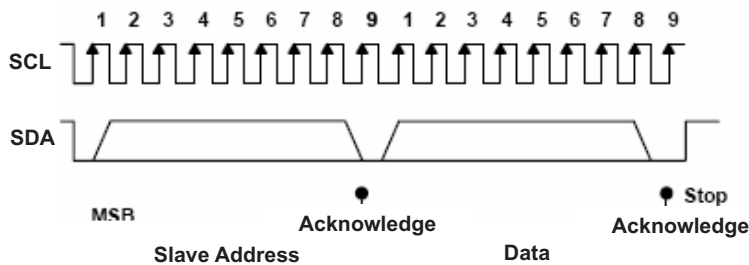 1 2 3 4 5 6 7 8 9 1 2 3 4 5 6 7 8 9
SCL
SDA
Stop
MSB
Acknowledge
Acknowledge
Slave Address
Data